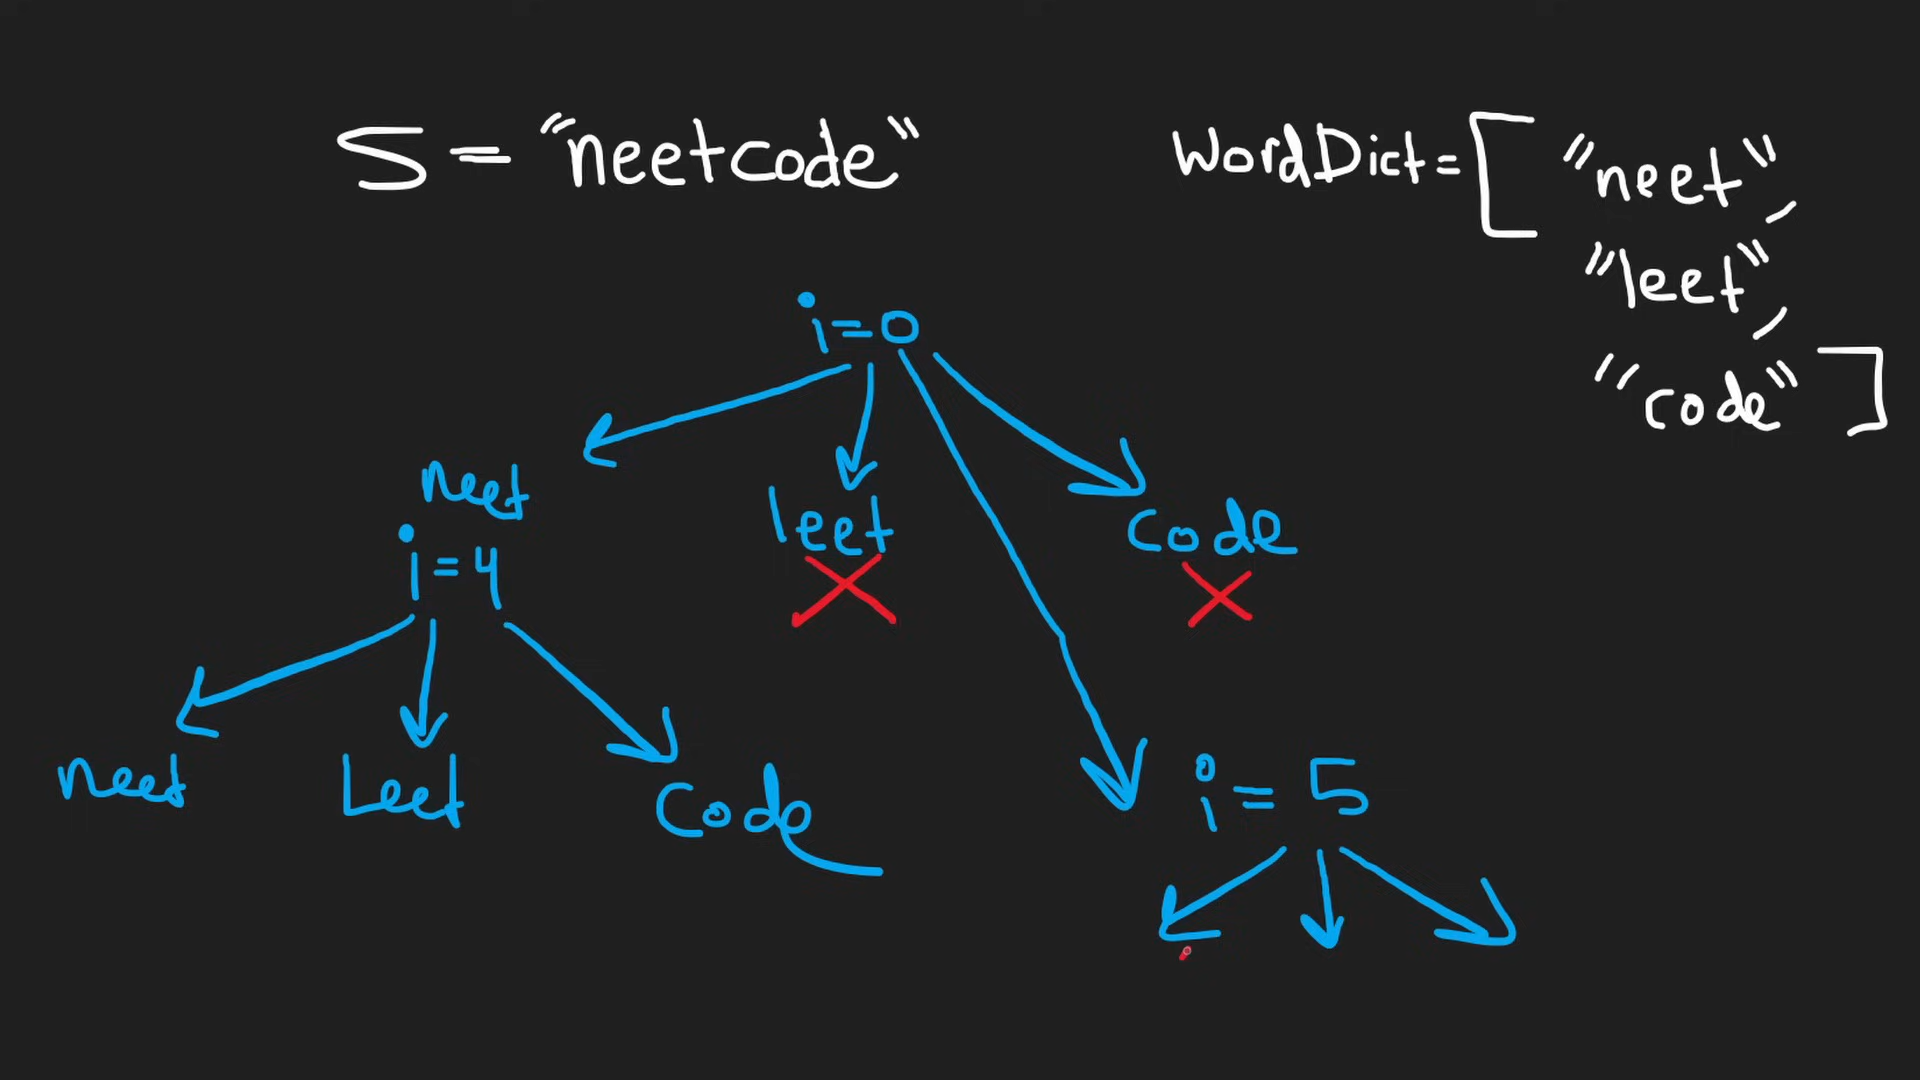 S = "neetcode"
WordDict = [ "neet",
"leet",
"code" ]
i=0
neet
leet
code
i=4
neet
Leet
Code
i = 5